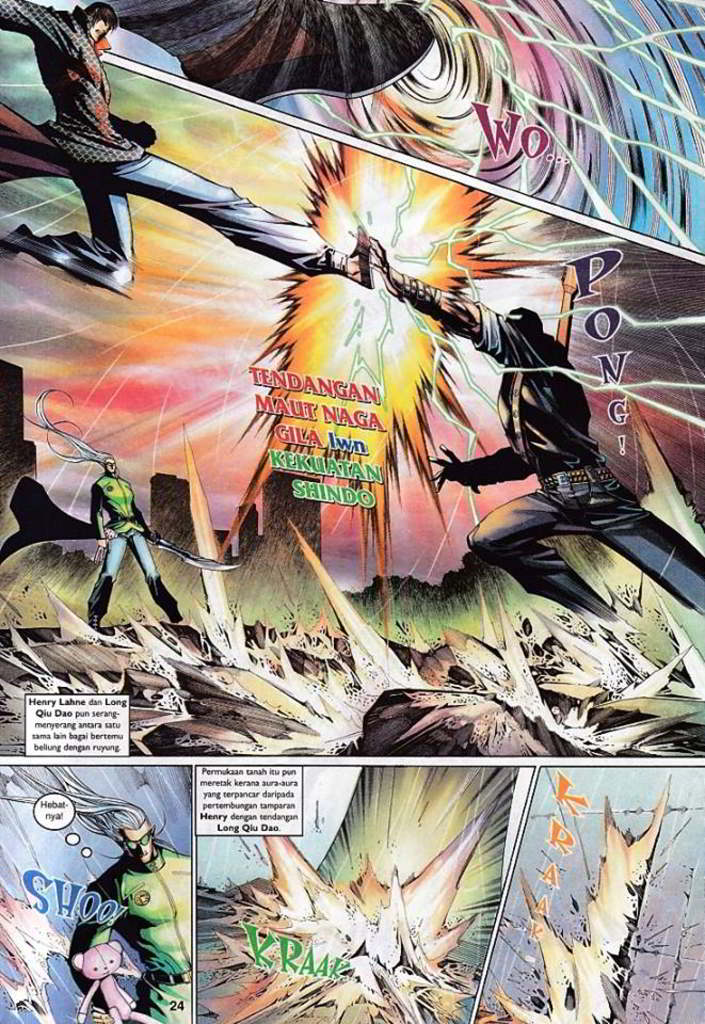 WO...
PONG!
TENDANGAN
MAUT NAGA
GILA lwn
KEKUATAN
SHINDO
Henry Lahne dan Long
Qiu Dao pun serang-
menyerang antara satu
sama lain bagai bertemu
beliung dengan ruyung.
Hebat-
nya!
SHOO
24
Permukaan tanah itu pun
meretak kerana aura-aura
yang terpancar daripada
pertembungan tamparan
Henry dengan tendangan
Long Qiu Dao.
KRAAK
KRAAAK